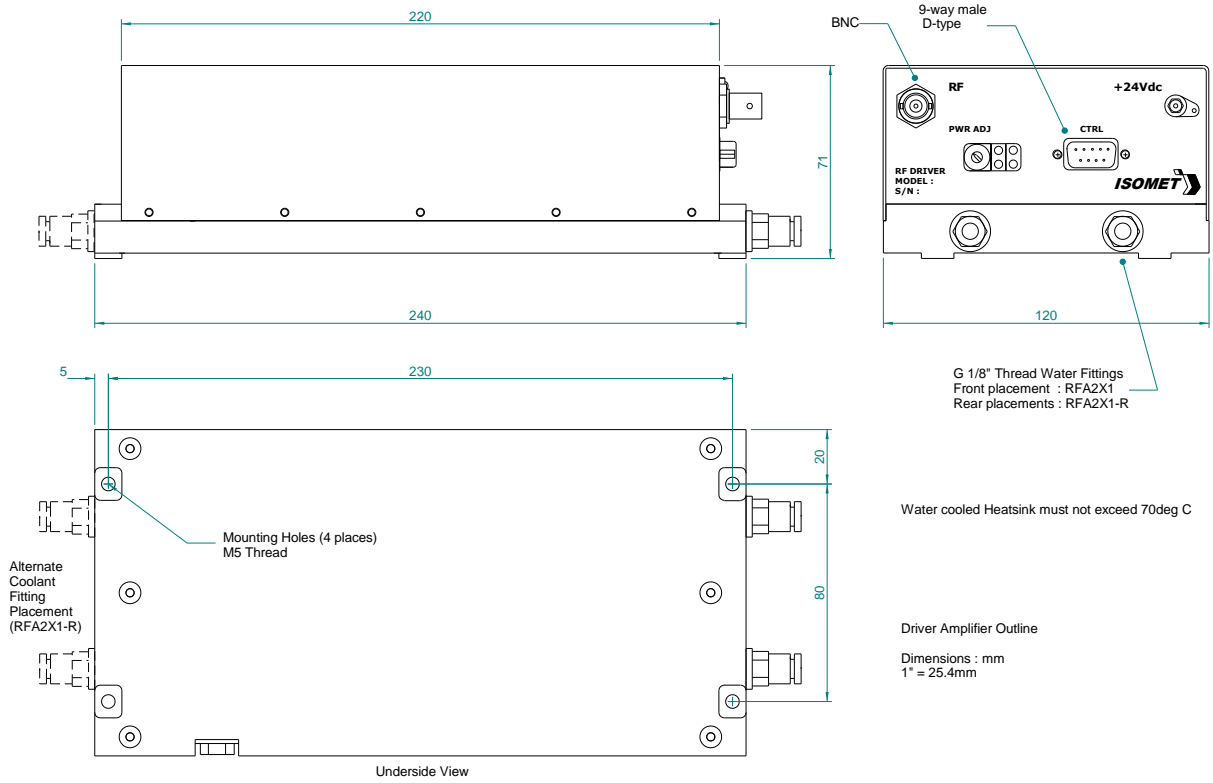 220
71
240
BNC
9-way male
D-type
RF
+24Vdc
PWR ADJ
CTRL
RF DRIVER
MODEL :
S/N :
ISOMET
120
G 1/8" Thread Water Fittings
Front placement : RFA2X1
Rear placements : RFA2X1-R
5
230
20
80
Mounting Holes (4 places)
M5 Thread
Alternate
Coolant
Fitting
Placement
(RFA2X1-R)
Underside View
Water cooled Heatsink must not exceed 70deg C
Driver Amplifier Outline
Dimensions : mm
1" = 25.4mm